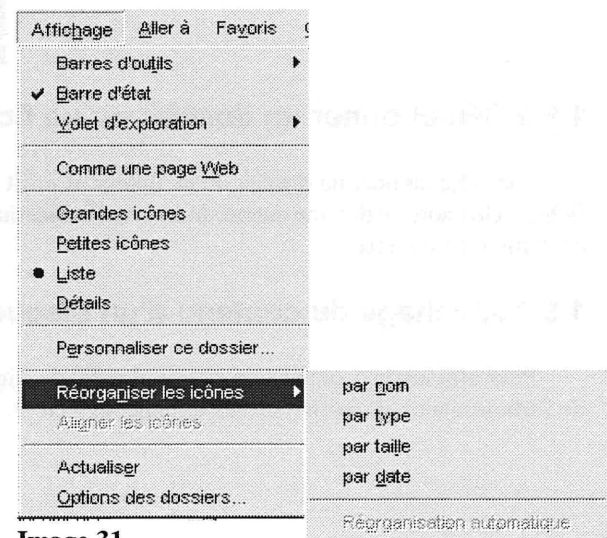 Affichage Aller à Favoris
Barres d'outils
Barre d'état
Volet d'exploration
Comme une page Web
Grandes icônes
Petites icônes
Liste
Détails
Personnaliser ce dossier...
Réorganiser les icônes
Aligner les icônes
Actualiser
Options des dossiers...
par nom
par type
par taille
par date
Réorganisation automatique
Image 31